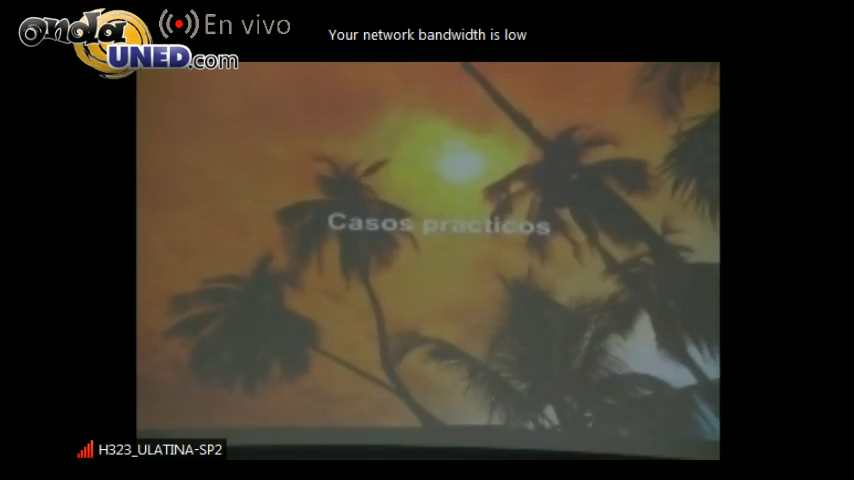 onda UNED.com
En vivo
Your network bandwidth is low
Casos practicos
H323_ULATINA-SP2